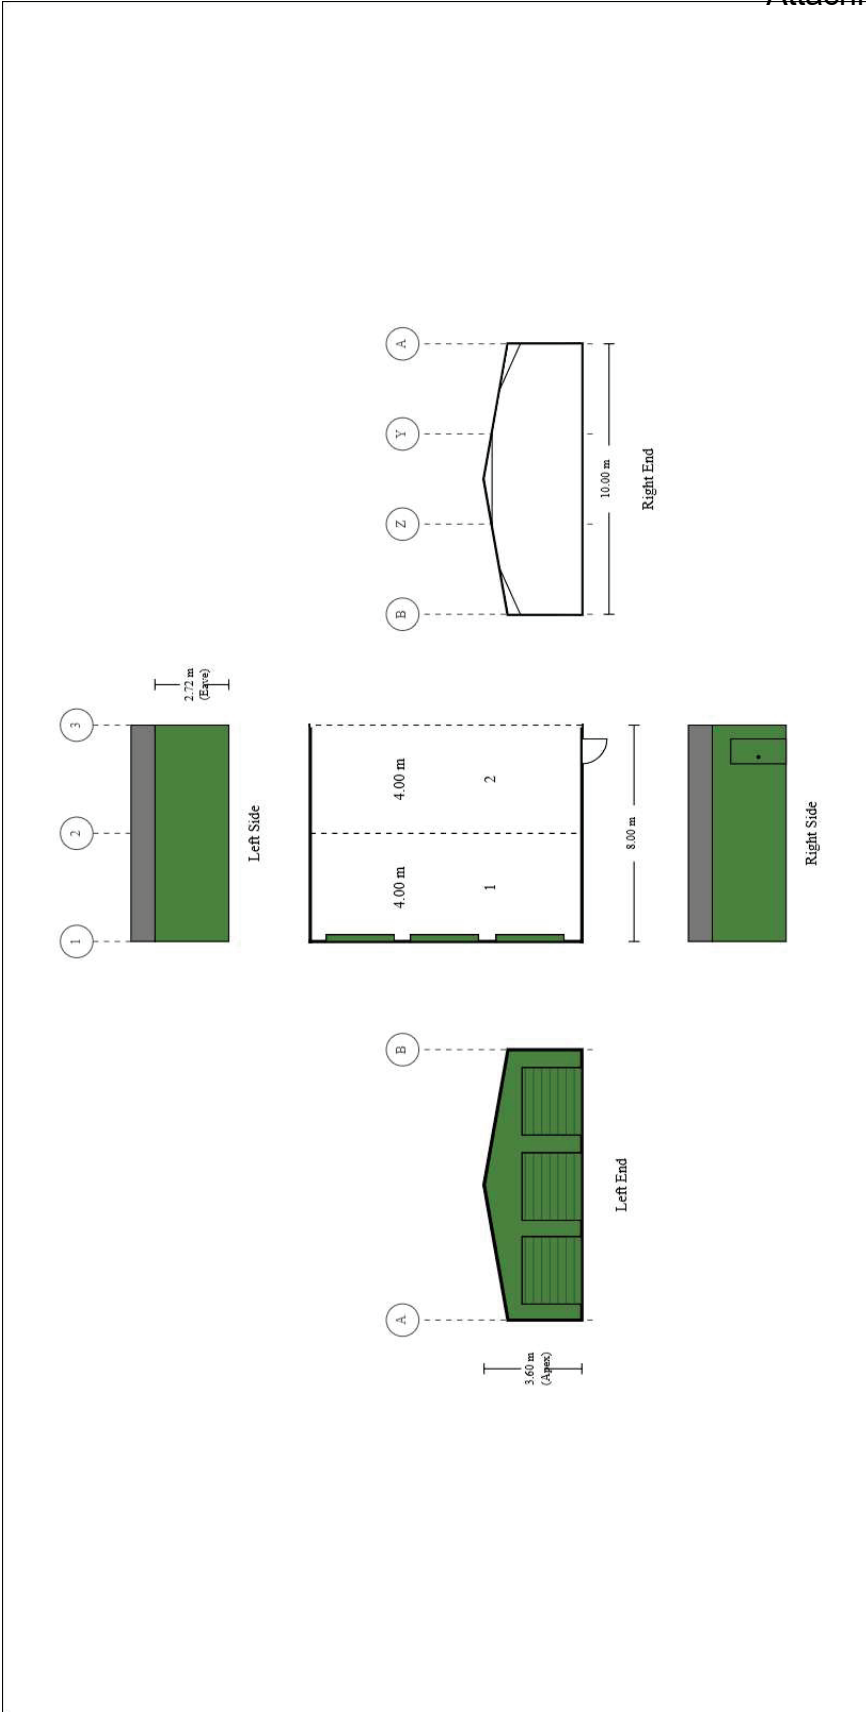 1 2 3
2.72 m
(Eave)
Left Side
A B B Z Y A
4.00 m 4.00 m
1 2
3.60 m
(Apex)
10.00 m
Left End
8.00 m
Right End
Right Side